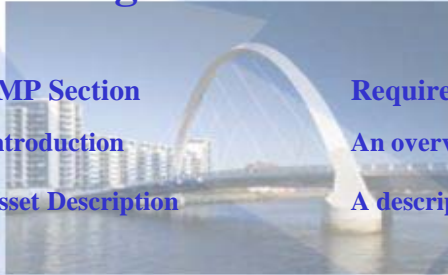 g
MP Section Require
ntroduction An overv
sset Description A descrip